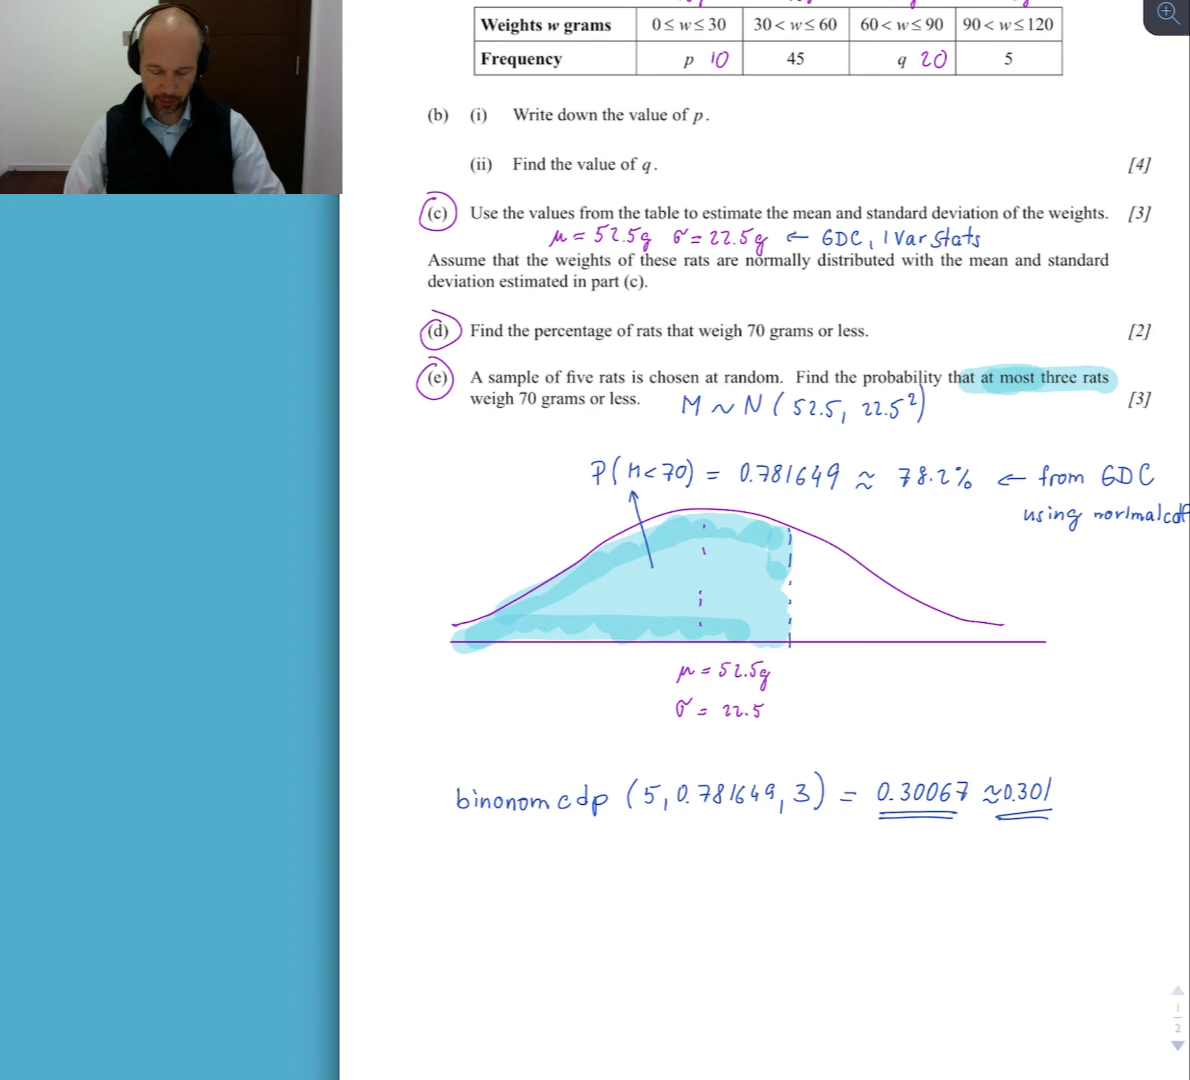 Weights w grams 0 ≤ w ≤ 30 30 < w ≤ 60 60 < w ≤ 90 90 < w ≤ 120
Frequency p 10 45 q 20 5
(b) (i) Write down the value of p.
(ii) Find the value of q. [4]
(c) Use the values from the table to estimate the mean and standard deviation of the weights. [3]
μ = 52.5g σ = 22.5g ← GDC, 1 Var Stats
Assume that the weights of these rats are normally distributed with the mean and standard
deviation estimated in part (c).
(d) Find the percentage of rats that weigh 70 grams or less. [2]
(e) A sample of five rats is chosen at random. Find the probability that at most three rats
weigh 70 grams or less. [3]
M ~ N ( 52.5, 22.5²)
P( M < 70) = 0.781649 ≈ 78.2% ← from GDC
using normalcdf
μ = 52.5g
σ = 22.5
binonom cdp (5, 0.781649, 3) = 0.30067 ≈ 0.301
1
2